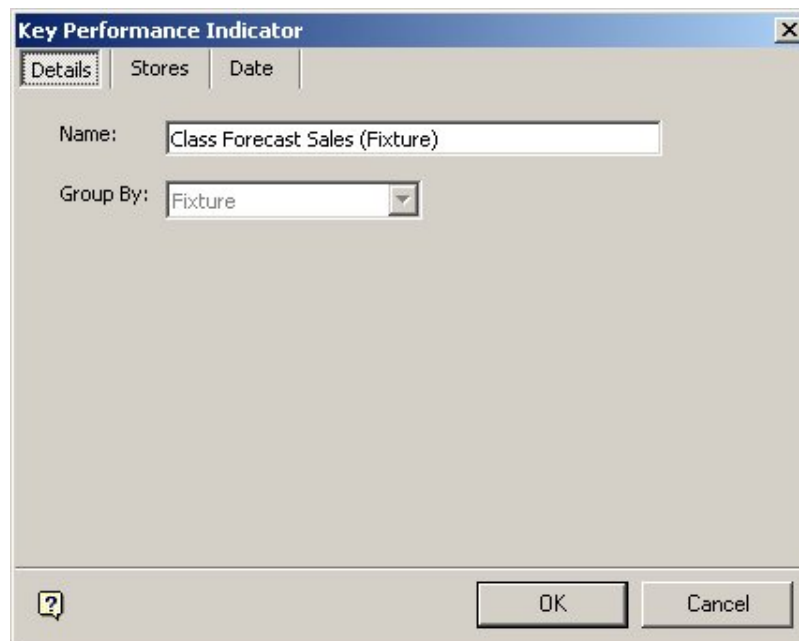 Key Performance Indicator
Details Stores Date
Name: Class Forecast Sales (Fixture)
Group By: Fixture
OK Cancel